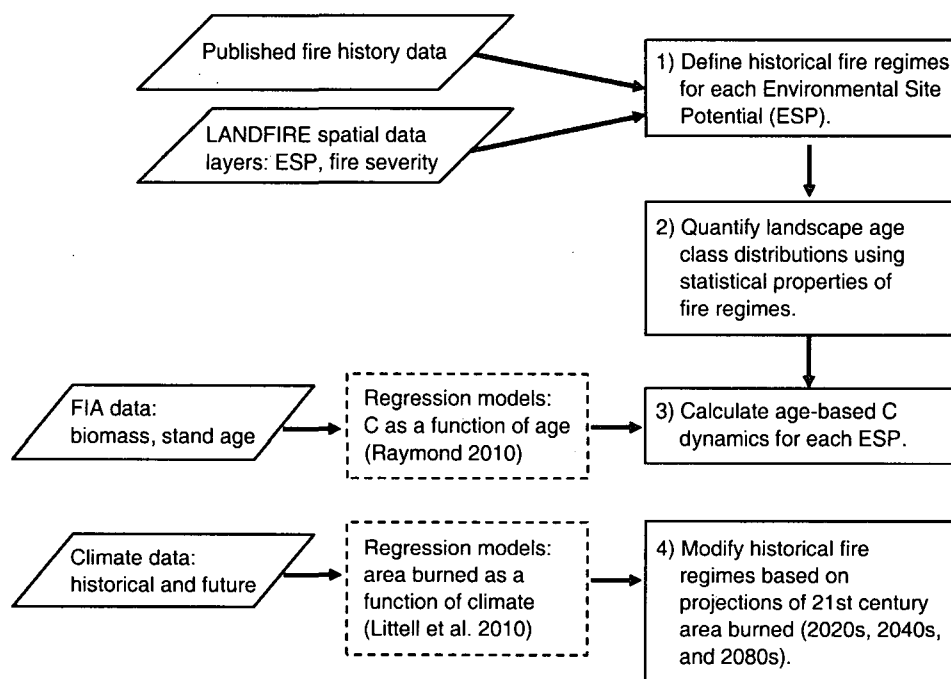 Published fire history data
LANDFIRE spatial data
layers: ESP, fire severity
1) Define historical fire regimes
for each Environmental Site
Potential (ESP).
2) Quantify landscape age
class distributions using
statistical properties of
fire regimes.
FIA data:
biomass, stand age
Regression models:
C as a function of age
(Raymond 2010)
3) Calculate age-based C
dynamics for each ESP.
Climate data:
historical and future
Regression models:
area burned as a
function of climate
(Littell et al. 2010)
4) Modify historical fire
regimes based on
projections of 21st century
area burned (2020s, 2040s,
and 2080s).